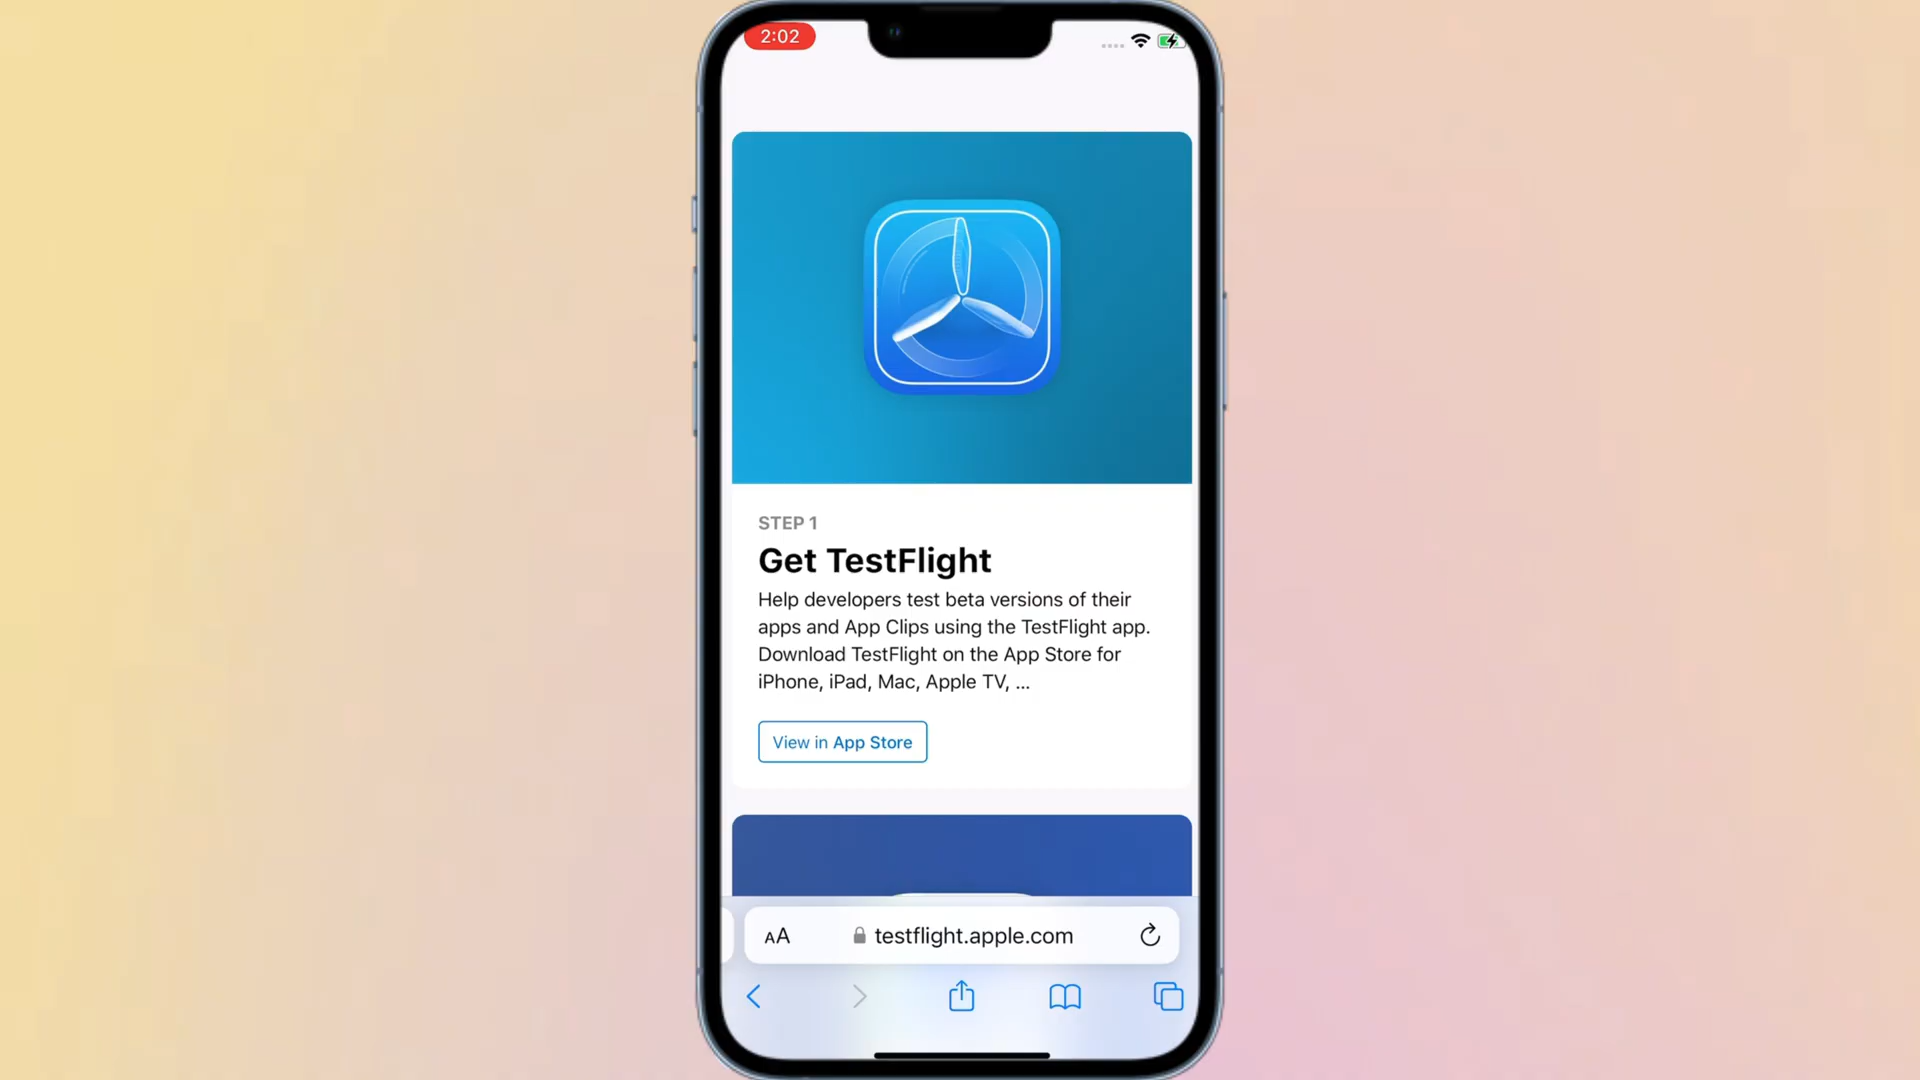 2:02
STEP 1
Get TestFlight
Help developers test beta versions of their
apps and App Clips using the TestFlight app.
Download TestFlight on the App Store for
iPhone, iPad, Mac, Apple TV, ...
View in App Store
AA
testflight.apple.com